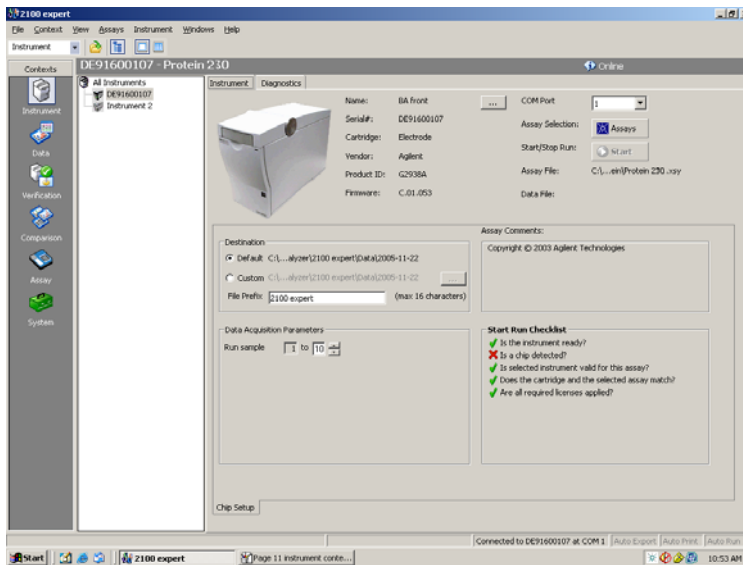 2100 expert
File Context View Assays Instrument Windows Help
Instrument
Contexts
DE91600107 - Protein 230
Online
Instrument
Data
Verification
Comparison
Assay
System
All Instruments
DE91600107
Instrument 2
Instrument Diagnostics
Name: BA front ...
Serial#: DE91600107
Cartridge: Electrode
Vendor: Agilent
Product ID: G2938A
Firmware: C.01.053
COM Port 1
Assay Selection: Assays
Start/Stop Run: Start
Assay File: C:\...ein\Protein 230 .xsy
Data File:
Destination
Default C:\...alyzer\2100 expert\Data\2005-11-22
Custom C:\...alyzer\2100 expert\Data\2005-11-22 ...
File Prefix 2100 expert (max 16 characters)
Assay Comments:
Copyright © 2003 Agilent Technologies
Data Acquisition Parameters
Run sample 1 to 10
Start Run Checklist
Is the instrument ready?
Is a chip detected?
Is selected instrument valid for this assay?
Does the cartridge and the selected assay match?
Are all required licenses applied?
Chip Setup
Connected to DE91600107 at COM 1 Auto Export Auto Print Auto Run
Start 2100 expert Page 11 instrument conte... 10:53 AM